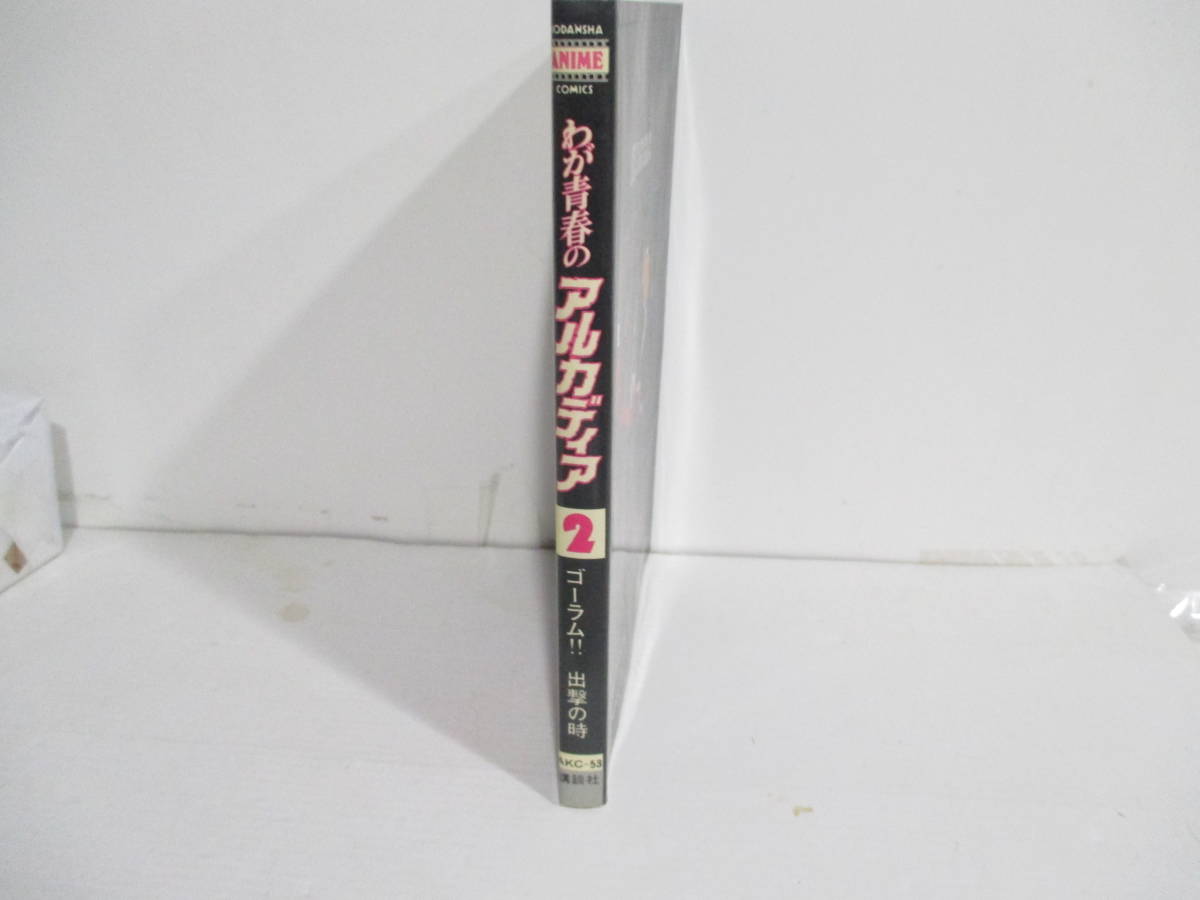 KODANSHA
ANIME
COMICS
わが青春の
アルカディア
2
ゴーラム!! 出撃の時
AKC-53
講談社